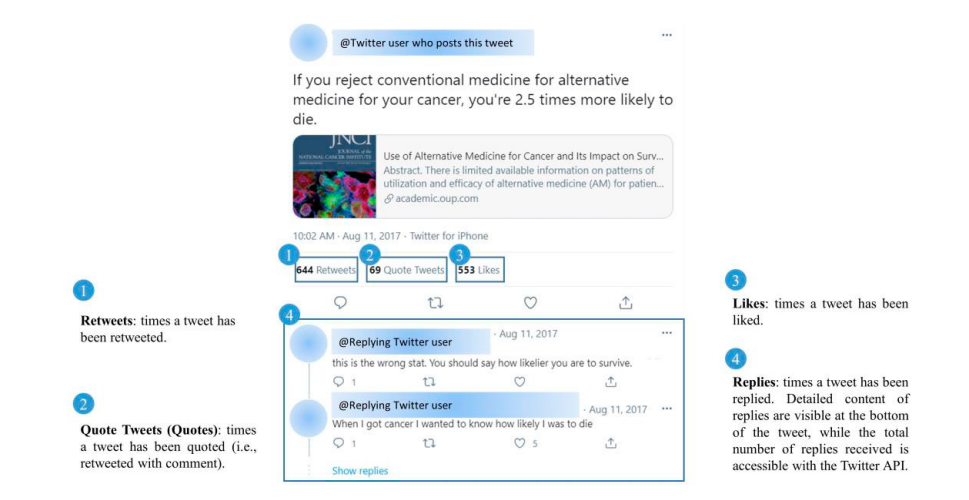 @Twitter user who posts this tweet
If you reject conventional medicine for alternative
medicine for your cancer, you're 2.5 times more likely to
die.
JNCI
JOURNAL of the
NATIONAL CANCER INSTITUTE
Use of Alternative Medicine for Cancer and Its Impact on Surv...
Abstract. There is limited available information on patterns of
utilization and efficacy of alternative medicine (AM) for patien...
academic.oup.com
10:02 AM · Aug 11, 2017 · Twitter for iPhone
1 2 3
644 Retweets 69 Quote Tweets 553 Likes
4
@Replying Twitter user · Aug 11, 2017
this is the wrong stat. You should say how likelier you are to survive.
1
@Replying Twitter user · Aug 11, 2017
When I got cancer I wanted to know how likely I was to die
1 5
Show replies
1
Retweets: times a tweet has
been retweeted.
2
Quote Tweets (Quotes): times
a tweet has been quoted (i.e.,
retweeted with comment).
3
Likes: times a tweet has been
liked.
4
Replies: times a tweet has been
replied. Detailed content of
replies are visible at the bottom
of the tweet, while the total
number of replies received is
accessible with the Twitter API.